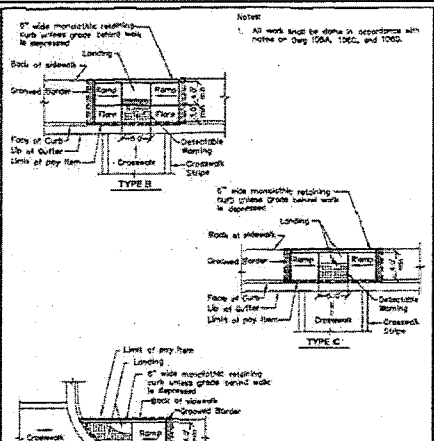 Notes:
1. All work shall be done in accordance with
notes on Dwg 106A, 106C, and 106D.
6" wide monolithic retaining
curb unless grade behind walk
is depressed
Landing
Back of sidewalk
Grooved Border
Ramp
Ramp
Flare
Flare
Face of Curb
Lip of Gutter
Limit of pay item
Detectable
Warning
Crosswalk
Crosswalk
Stripe
TYPE B
6" wide monolithic retaining
curb unless grade behind walk
is depressed
Landing
Back of sidewalk
Grooved Border
Ramp
Ramp
Face of Curb
Lip of Gutter
Limit of pay item
Detectable
Warning
Crosswalk
Crosswalk
Stripe
TYPE C
Limit of pay item
Landing
6" wide monolithic retaining
curb unless grade behind walk
is depressed
Back of sidewalk
Grooved Border
Crosswalk
Ramp